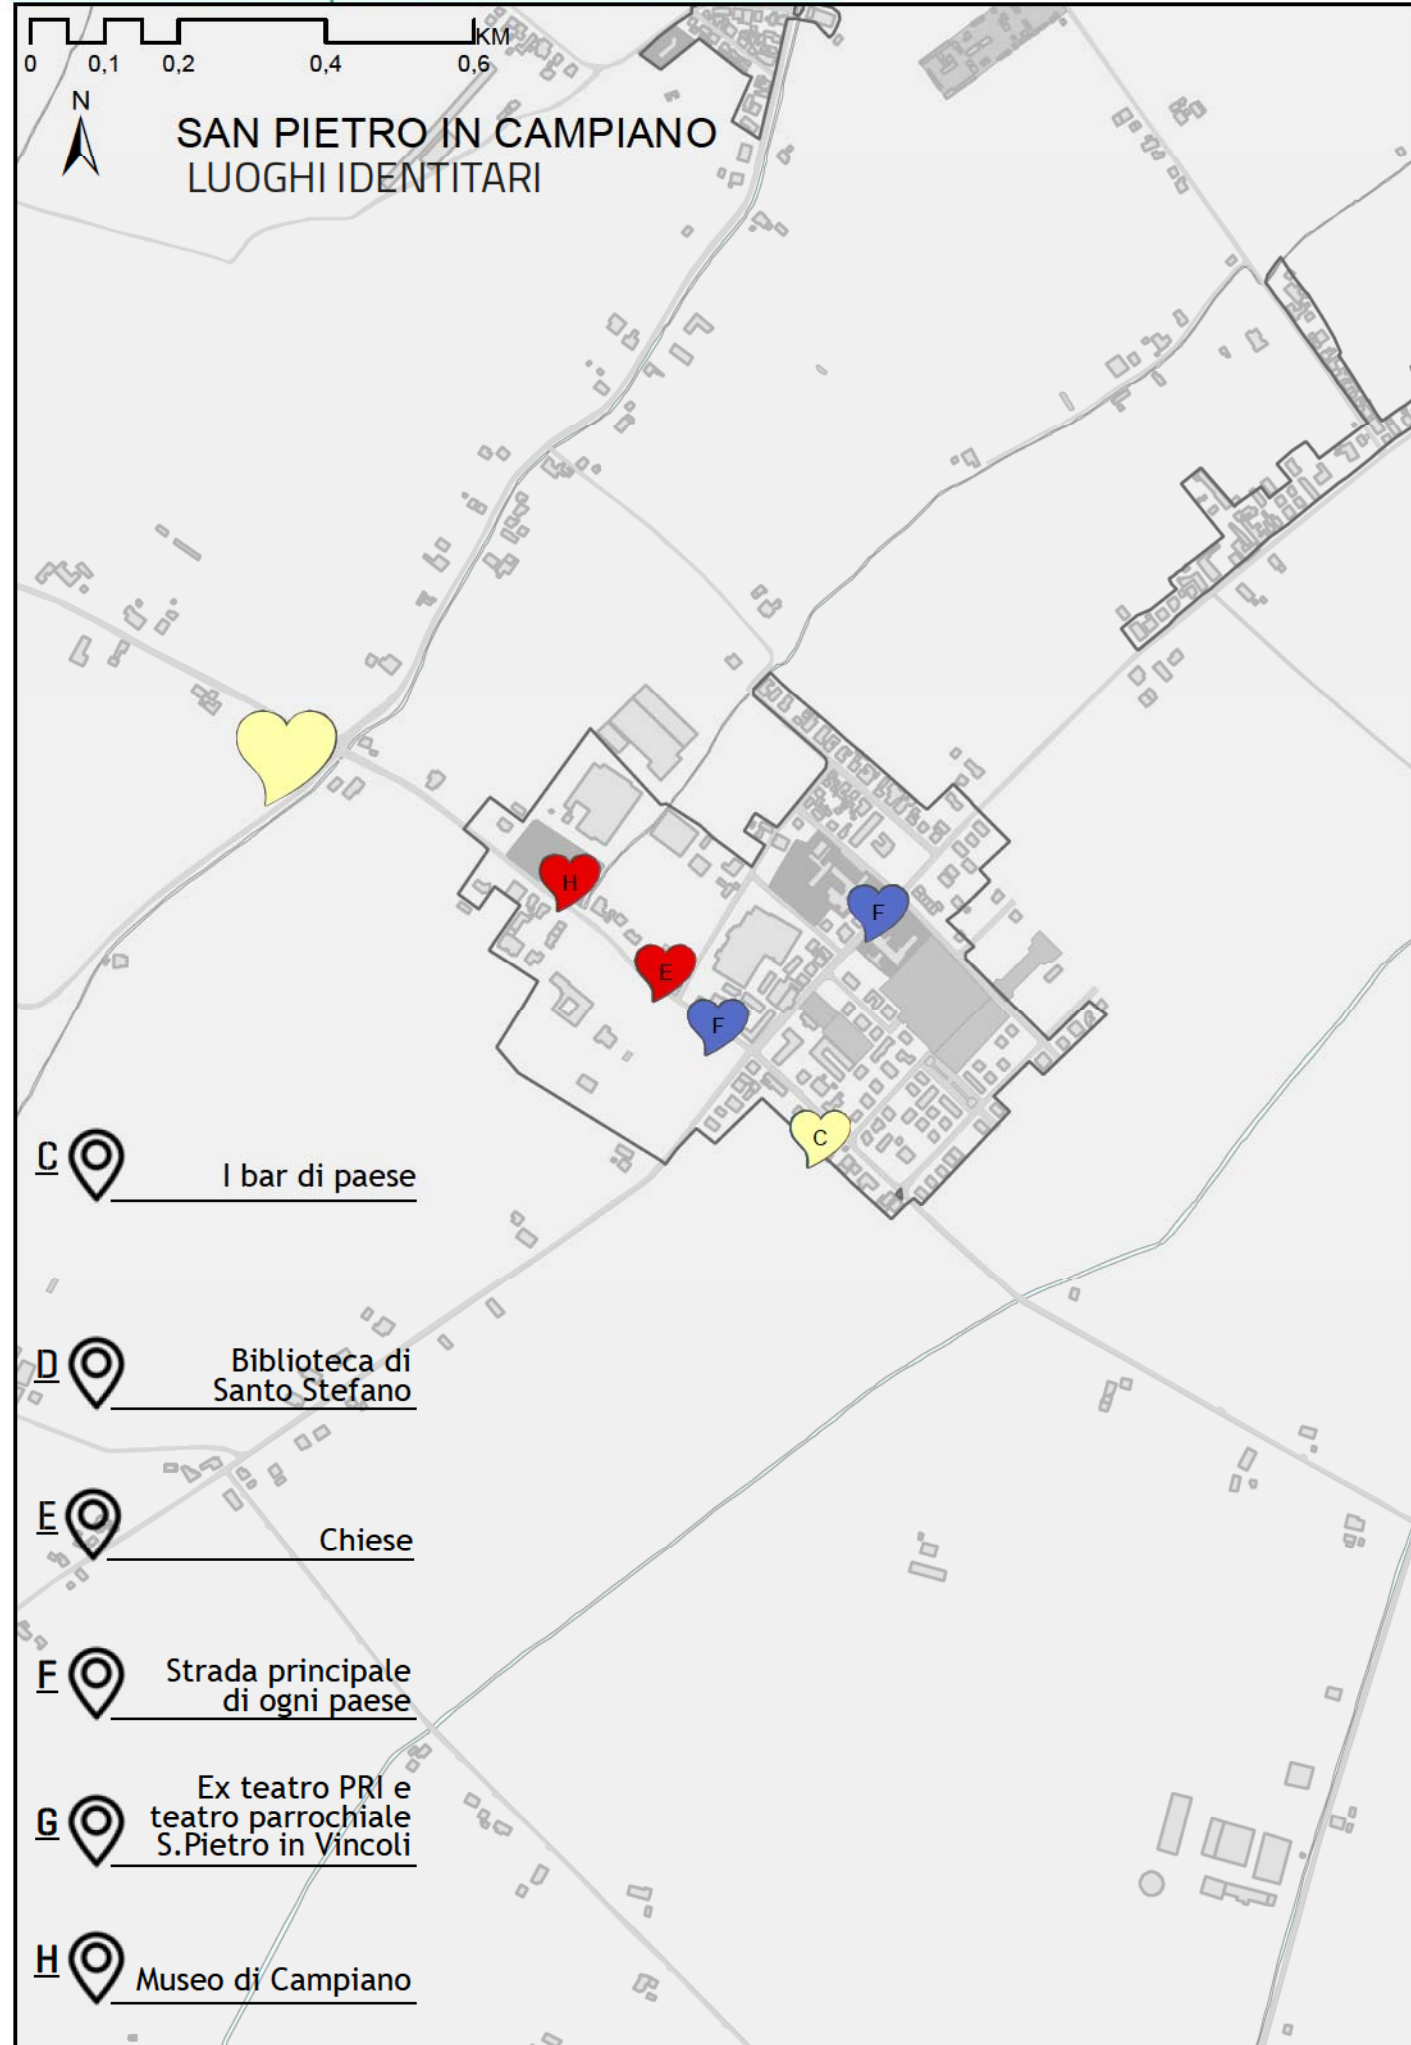 KM
0 0,1 0,2 0,4 0,6
N
SAN PIETRO IN CAMPIANO
LUOGHI IDENTITARI
H
F
E
F
C
C
I bar di paese
D
Biblioteca di
Santo Stefano
E
Chiese
F
Strada principale
di ogni paese
G
Ex teatro PRI e
teatro parrochiale
S.Pietro in Vincoli
H
Museo di Campiano